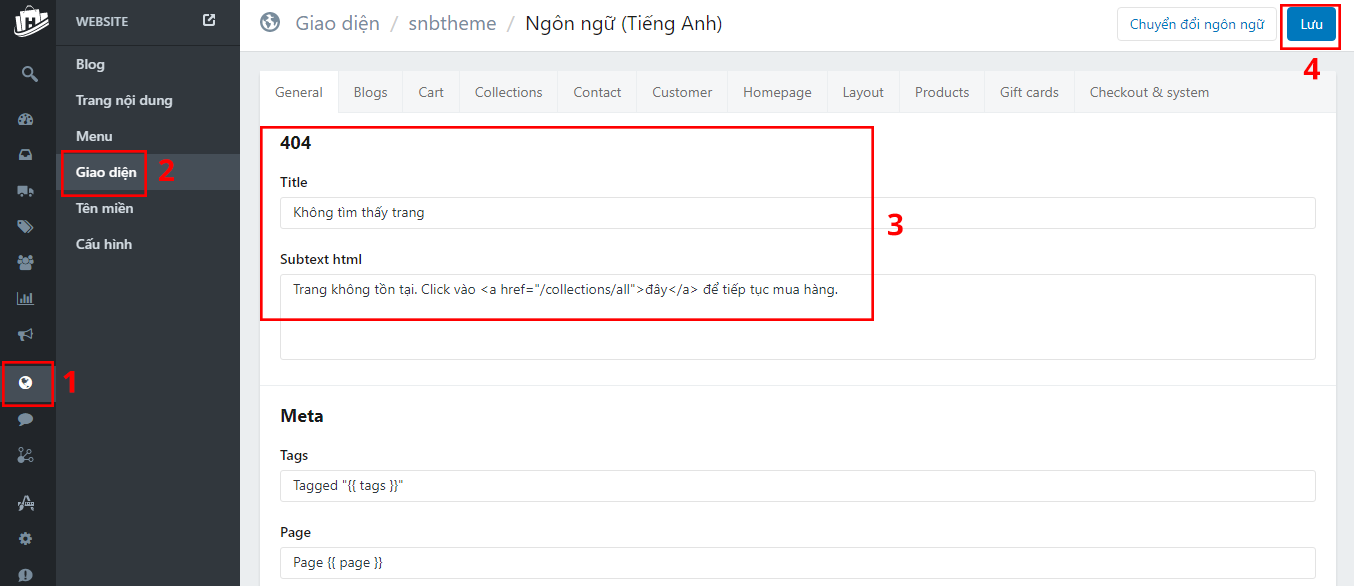 WEBSITE
Blog
Trang nội dung
Menu
Giao diện
2
Tên miền
Cấu hình
1
Giao diện / snbtheme / Ngôn ngữ (Tiếng Anh)
Chuyển đổi ngôn ngữ
Lưu
4
General Blogs Cart Collections Contact Customer Homepage Layout Products Gift cards Checkout & system
404
Title
Không tìm thấy trang
3
Subtext html
Trang không tồn tại. Click vào <a href="/collections/all">đây</a> để tiếp tục mua hàng.
Meta
Tags
Tagged "{{ tags }}"
Page
Page {{ page }}